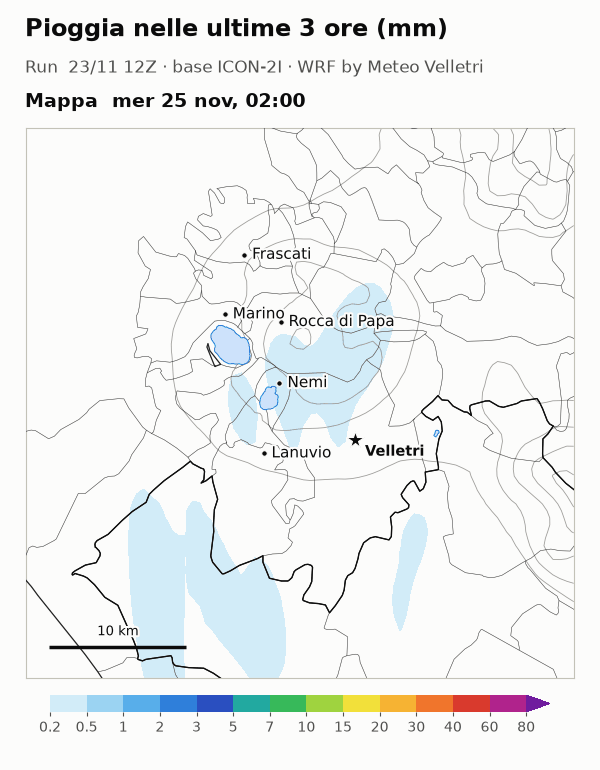 Pioggia nelle ultime 3 ore (mm)
Run  23/11 12Z · base ICON-2I · WRF by Meteo Velletri
Mappa  mer 25 nov, 02:00
Frascati
Marino
Rocca di Papa
Nemi
Velletri
Lanuvio
10 km
0.2 0.5 1 2 3 5 7 10 15 20 30 40 60 80